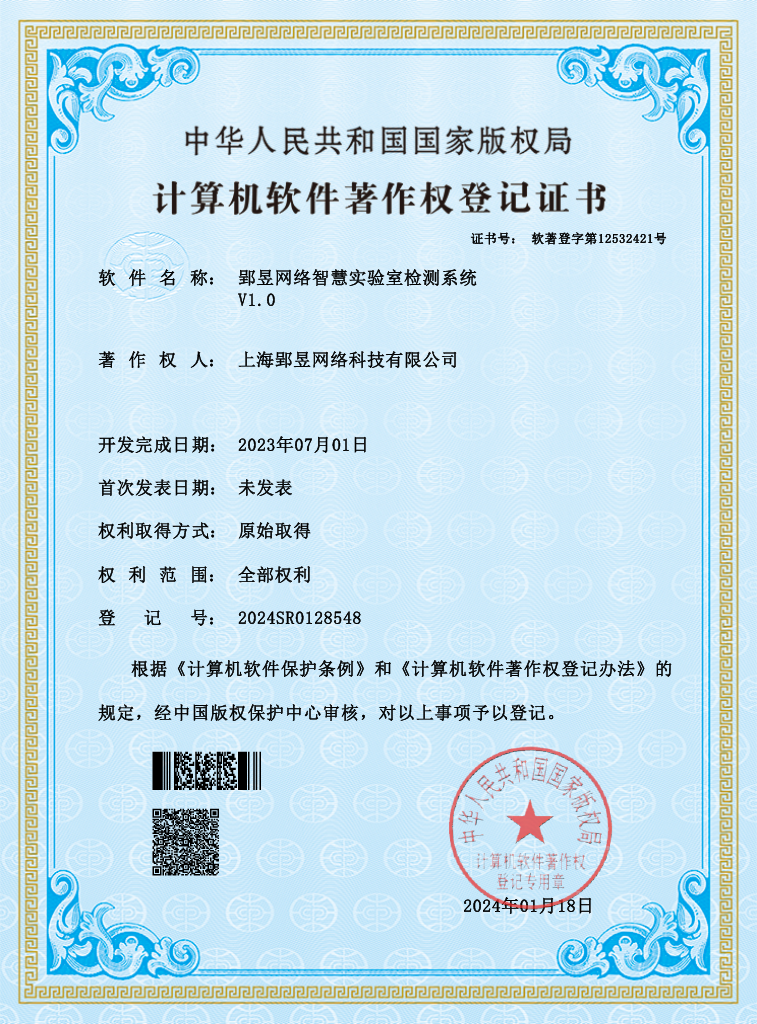 中华人民共和国国家版权局
计算机软件著作权登记证书
证书号： 软著登字第12532421号
软件名称： 郢昱网络智慧实验室检测系统
V1.0
著作权人： 上海郢昱网络科技有限公司
开发完成日期： 2023年07月01日
首次发表日期： 未发表
权利取得方式： 原始取得
权利范围： 全部权利
登记号： 2024SR0128548
根据《计算机软件保护条例》和《计算机软件著作权登记办法》的
规定，经中国版权保护中心审核，对以上事项予以登记。
中华人民共和国国家版权局
计算机软件著作权
登记专用章
2024年01月18日